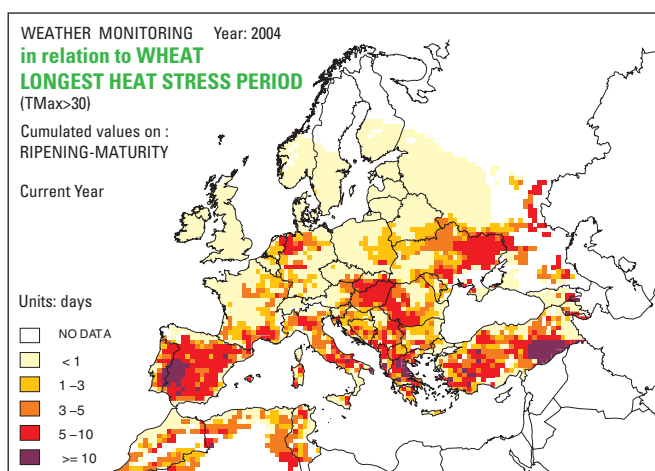 WEATHER MONITORING Year: 2004
in relation to WHEAT
LONGEST HEAT STRESS PERIOD
(TMax>30)
Cumulated values on :
RIPENING-MATURITY
Current Year
Units: days
NO DATA
< 1
1 –3
3 –5
5 –10
>= 10